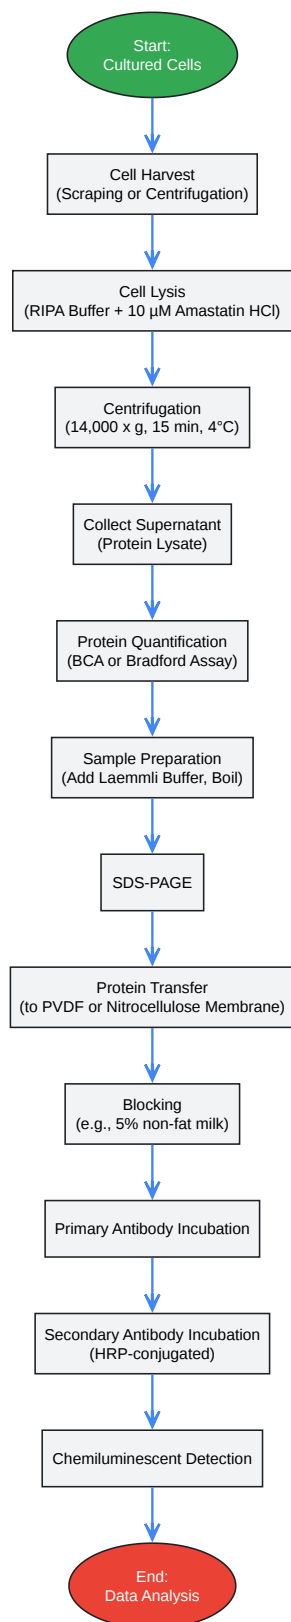 Start:
Cultured Cells
Cell Harvest
(Scraping or Centrifugation)
Cell Lysis
(RIPA Buffer + 10 µM Amastatin HCl)
Centrifugation
(14,000 x g, 15 min, 4°C)
Collect Supernatant
(Protein Lysate)
Protein Quantification
(BCA or Bradford Assay)
Sample Preparation
(Add Laemmli Buffer, Boil)
SDS-PAGE
Protein Transfer
(to PVDF or Nitrocellulose Membrane)
Blocking
(e.g., 5% non-fat milk)
Primary Antibody Incubation
Secondary Antibody Incubation
(HRP-conjugated)
Chemiluminescent Detection
End:
Data Analysis